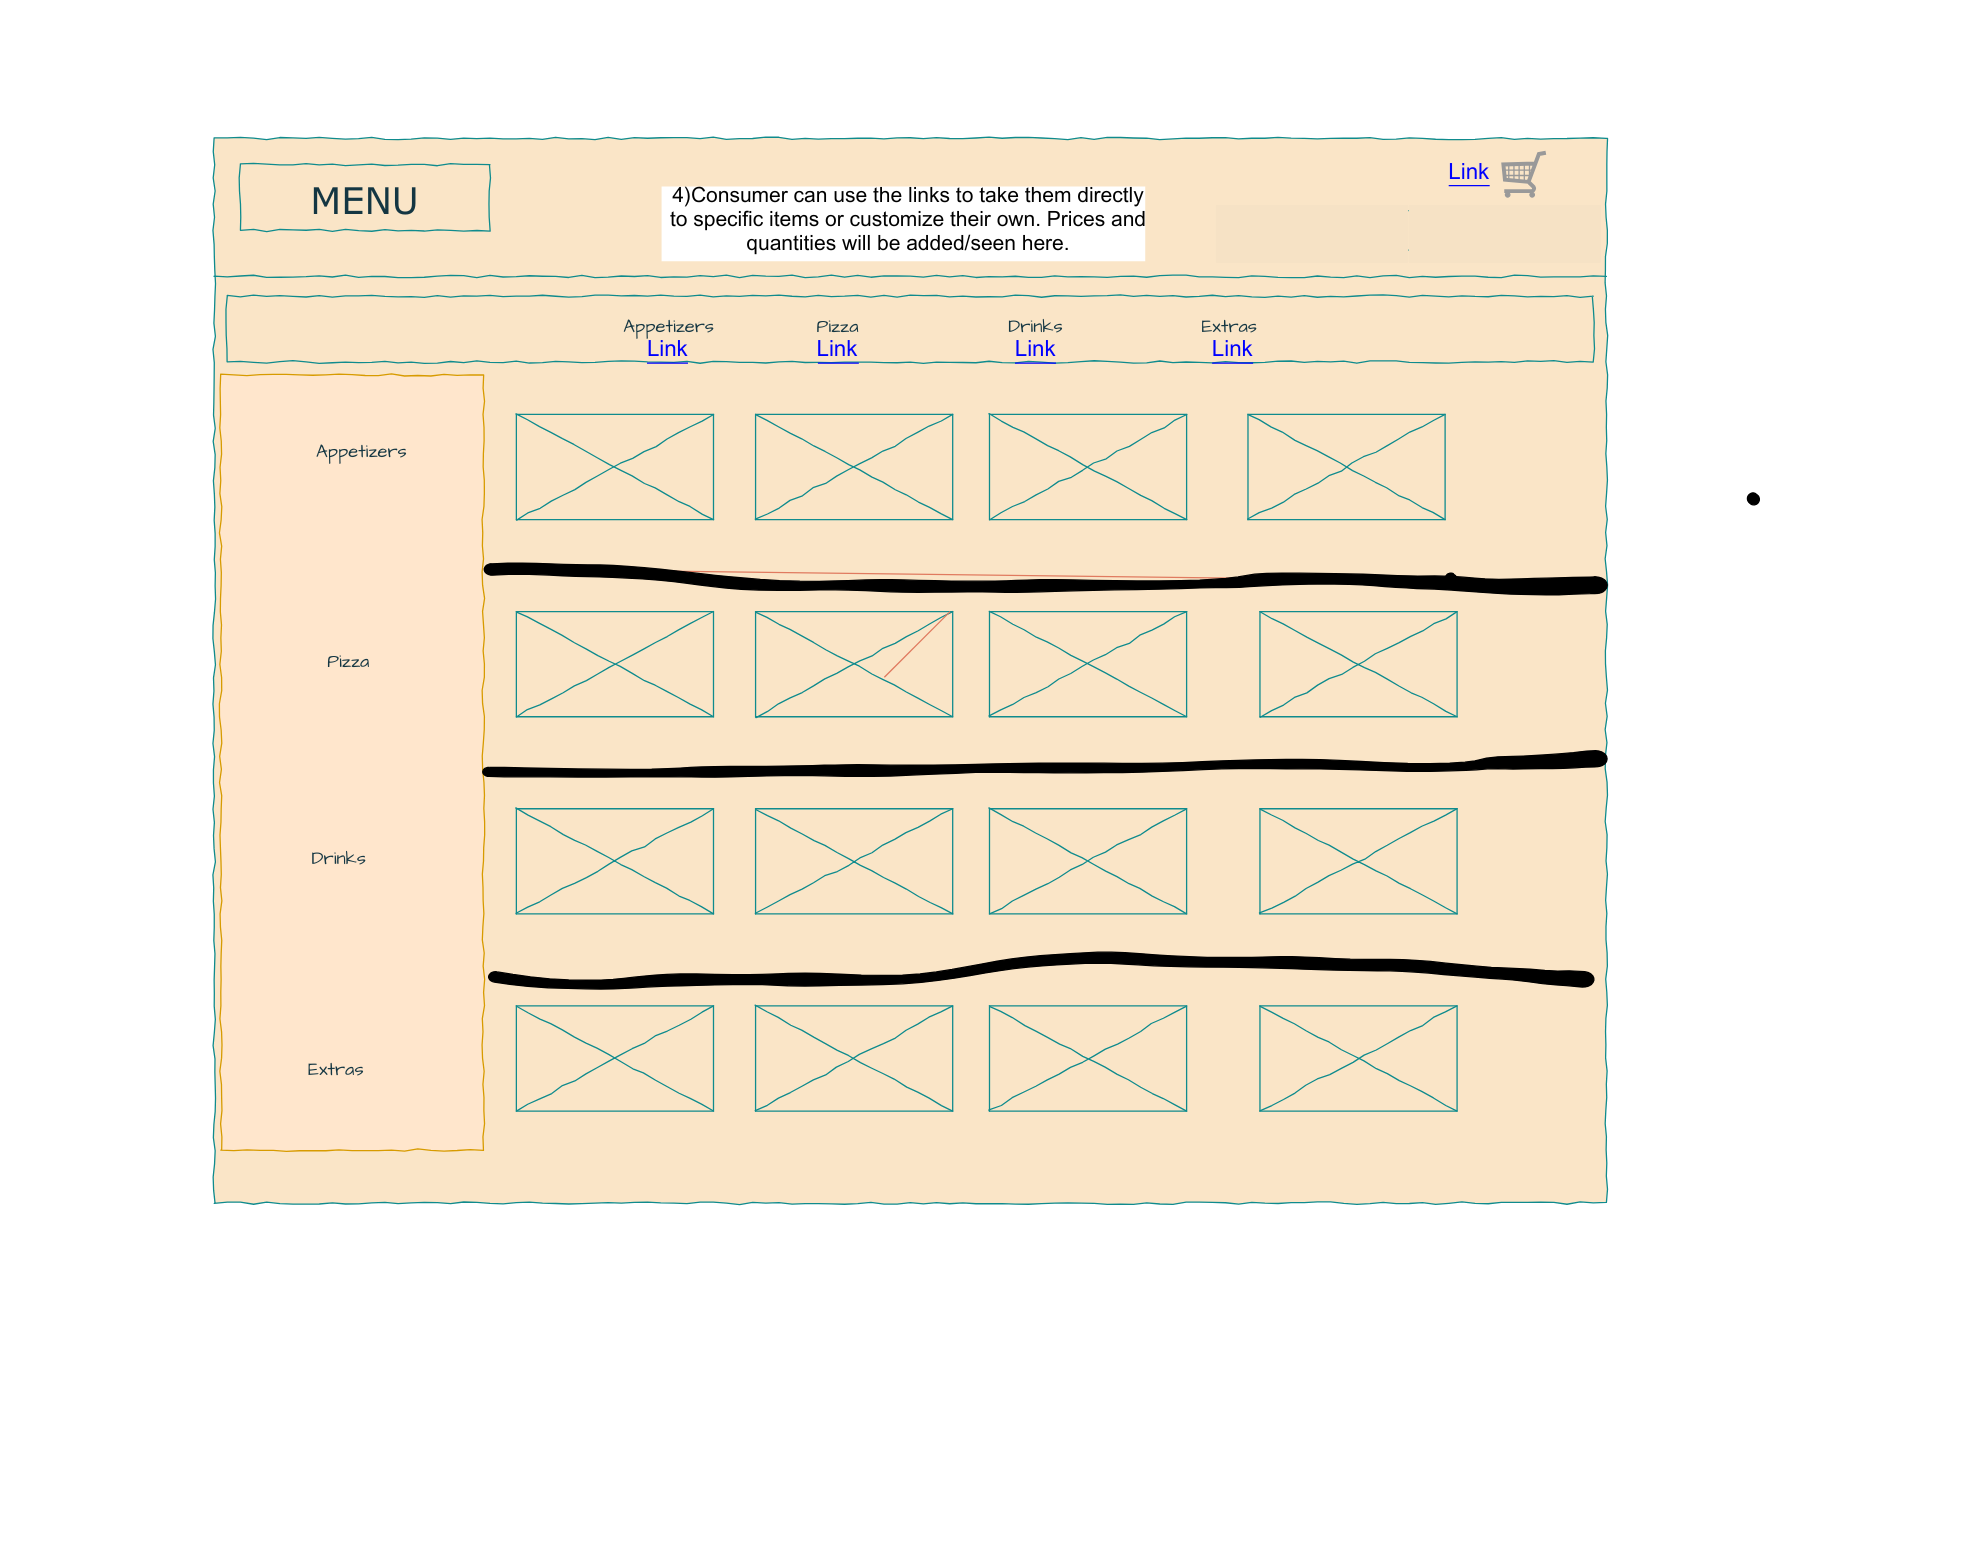 Link
MENU
4)Consumer can use the links to take them directly
to specific items or customize their own. Prices and
quantities will be added/seen here.
Appetizers Pizza Drinks Extras
Link Link Link Link
Appetizers
Pizza
Drinks
Extras